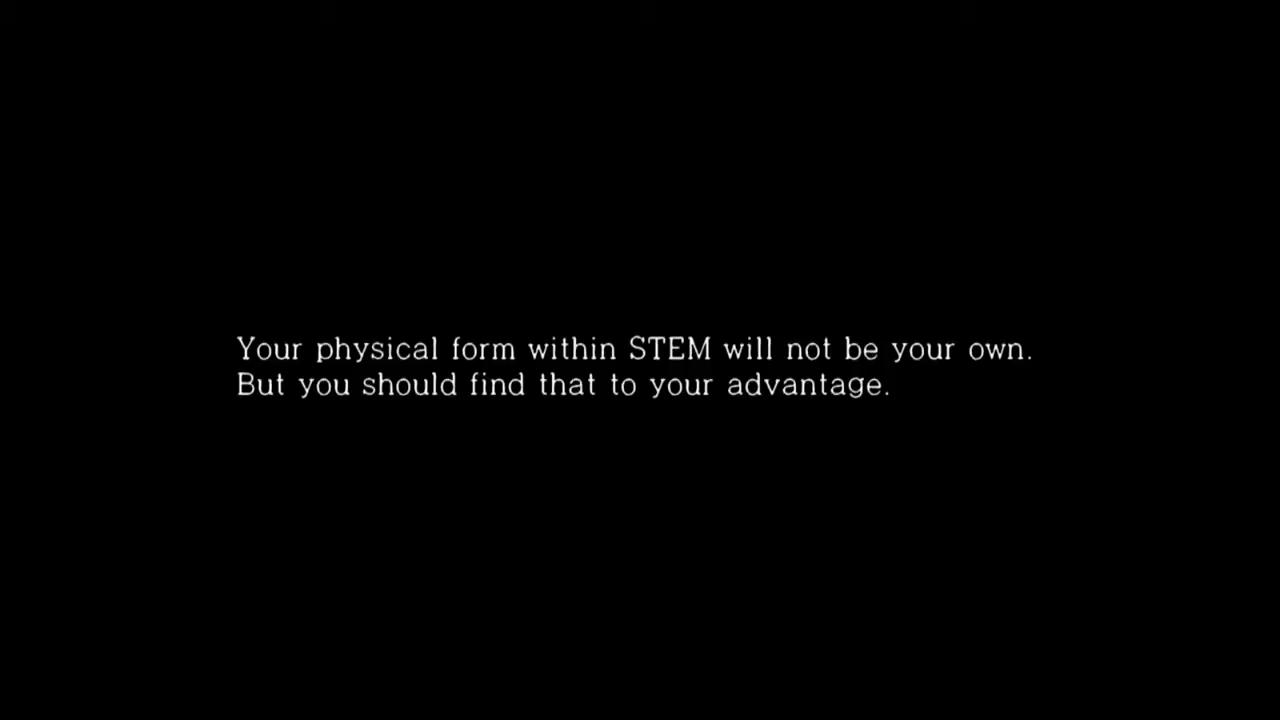 Your physical form within STEM will not be your own.
But you should find that to your advantage.